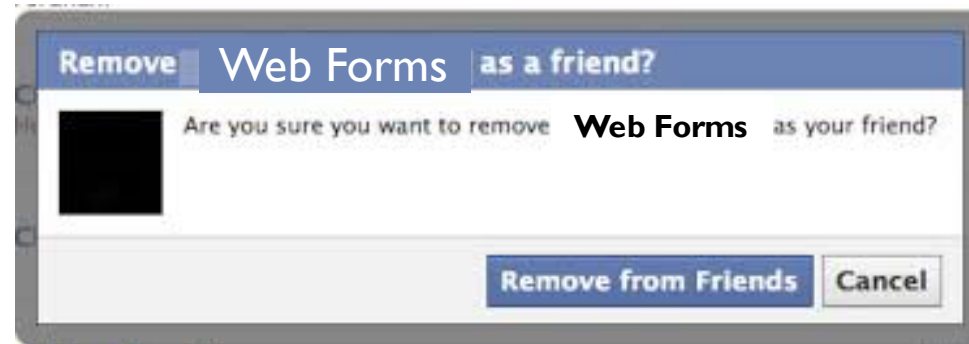 Remove Web Forms as a friend?
Are you sure you want to remove Web Forms as your friend?
Remove from Friends Cancel